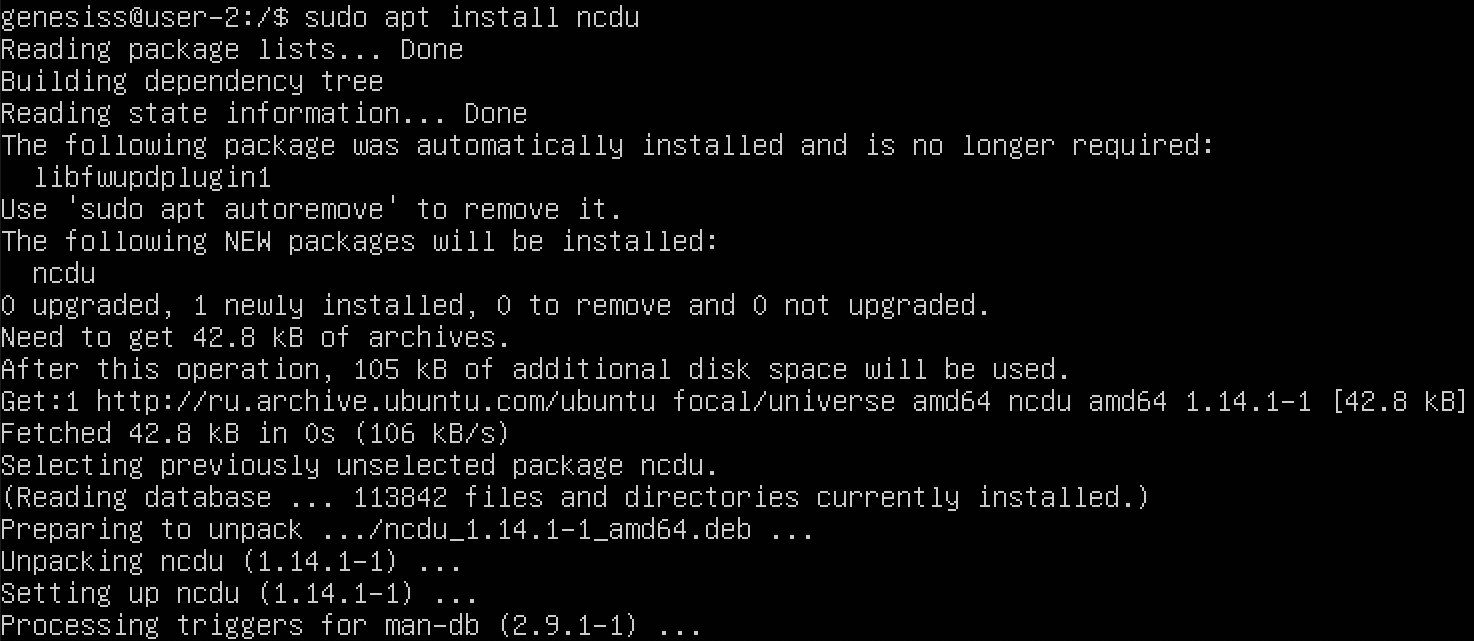 genesiss@user-2:/$ sudo apt install ncdu
Reading package lists... Done
Building dependency tree
Reading state information... Done
The following package was automatically installed and is no longer required:
  libfwupdplugin1
Use 'sudo apt autoremove' to remove it.
The following NEW packages will be installed:
  ncdu
0 upgraded, 1 newly installed, 0 to remove and 0 not upgraded.
Need to get 42.8 kB of archives.
After this operation, 105 kB of additional disk space will be used.
Get:1 http://ru.archive.ubuntu.com/ubuntu focal/universe amd64 ncdu amd64 1.14.1-1 [42.8 kB]
Fetched 42.8 kB in 0s (106 kB/s)
Selecting previously unselected package ncdu.
(Reading database ... 113842 files and directories currently installed.)
Preparing to unpack .../ncdu_1.14.1-1_amd64.deb ...
Unpacking ncdu (1.14.1-1) ...
Setting up ncdu (1.14.1-1) ...
Processing triggers for man-db (2.9.1-1) ...